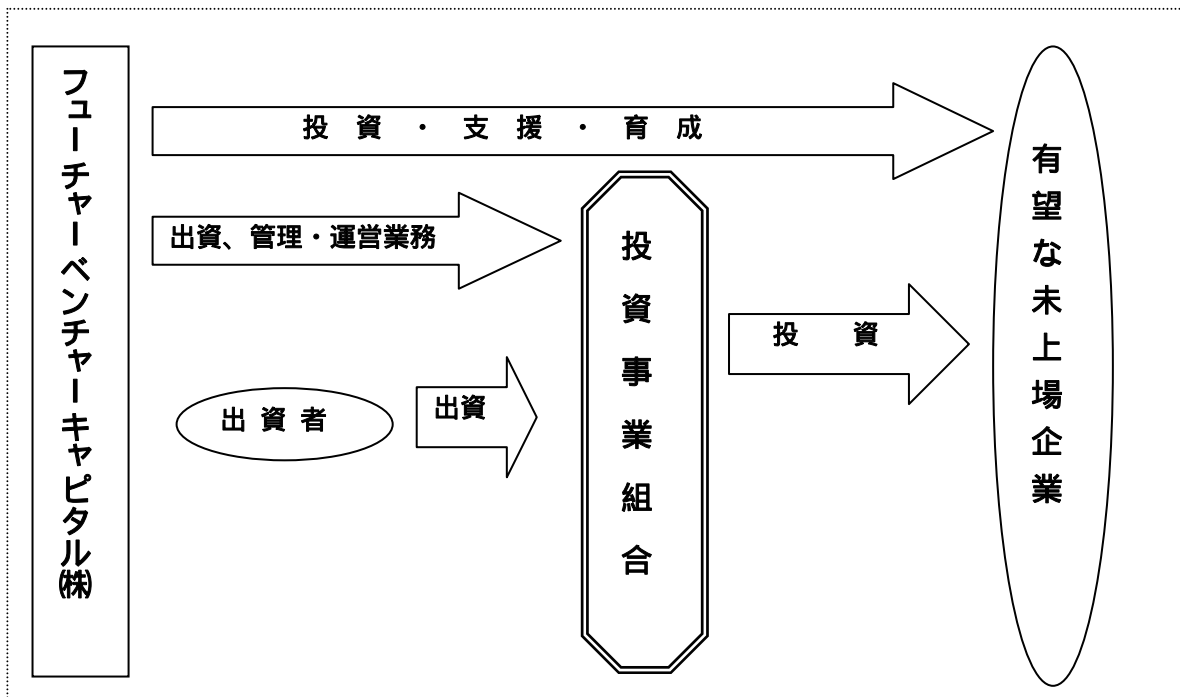 フューチャーベンチャーキャピタル㈱
投資・支援・育成
出資、管理・運営業務
出資者
出資
投資事業組合
投資
有望な未上場企業